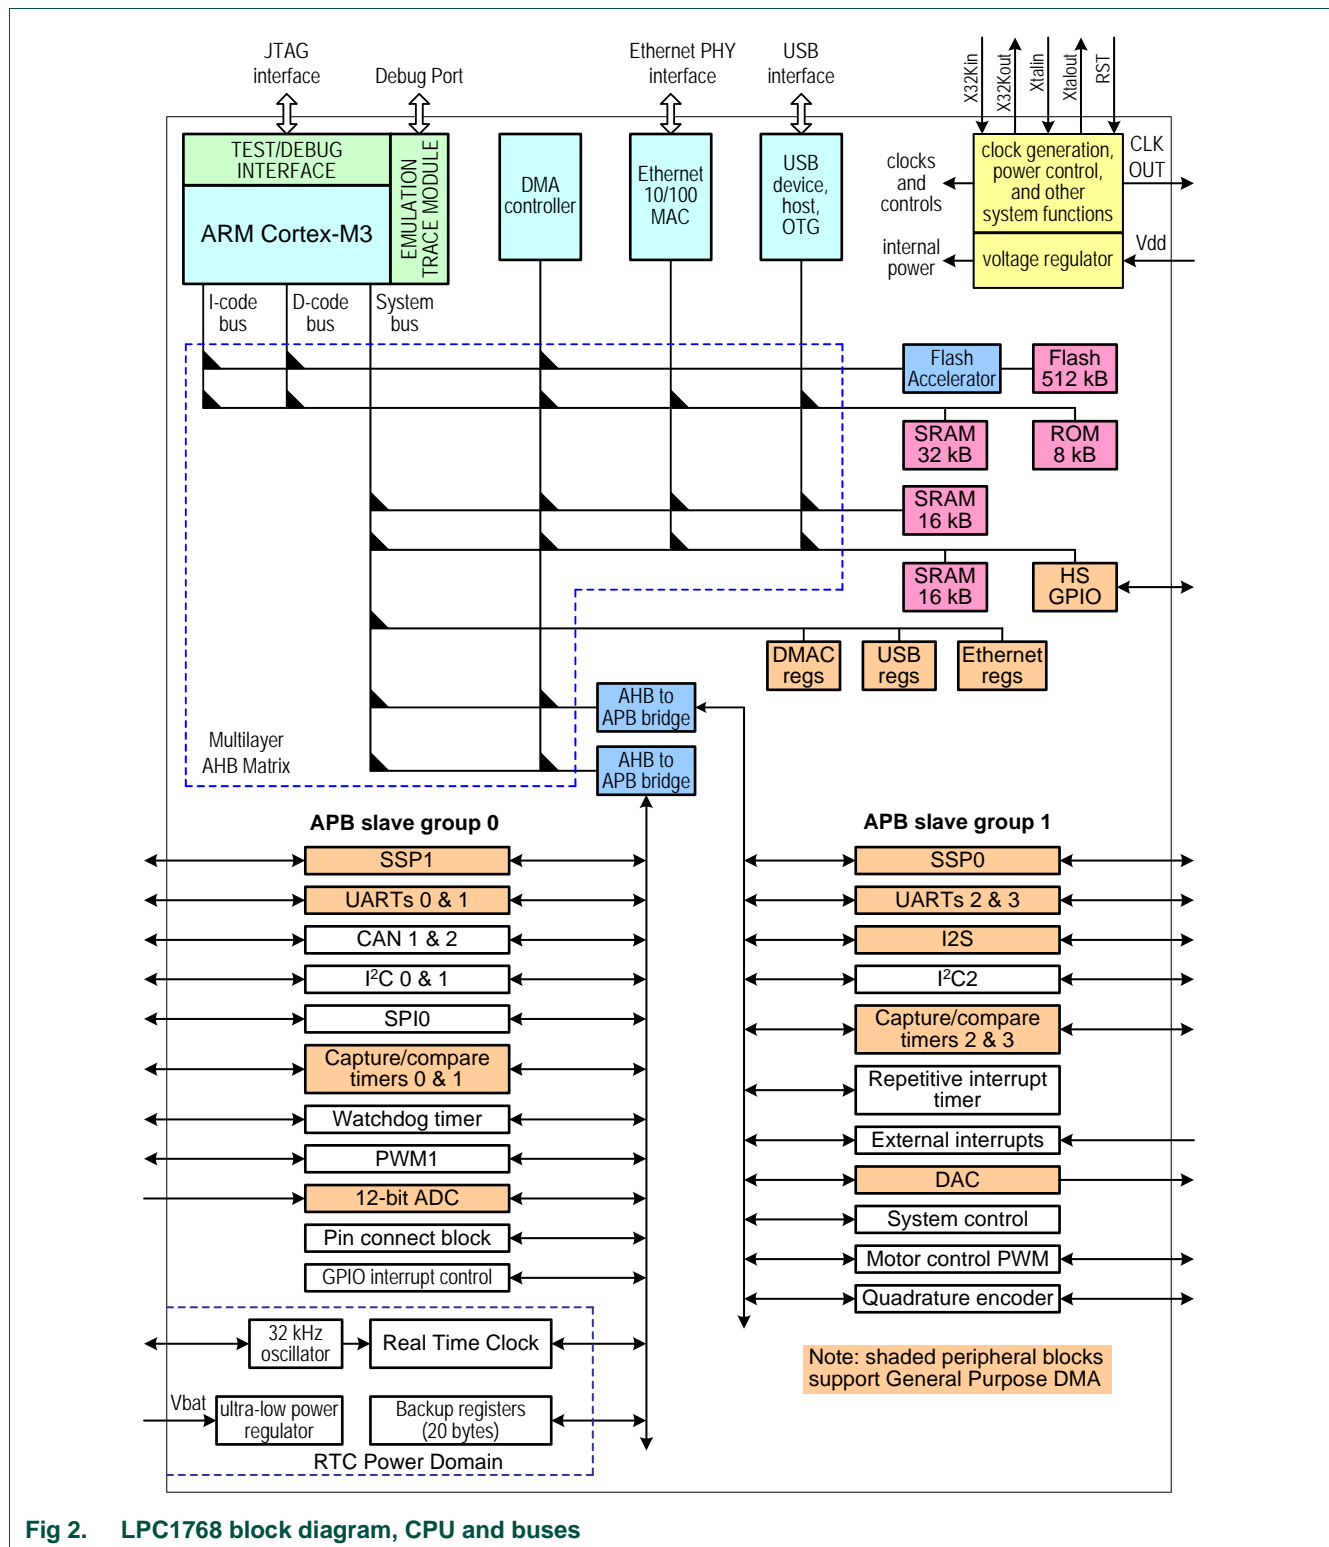 JTAG
interface
Debug Port
Ethernet PHY
interface
USB
interface
X32Kin
X32Kout
Xtalin
Xtalout
RST
TEST/DEBUG
INTERFACE
ARM Cortex-M3
EMULATION
TRACE MODULE
DMA
controller
Ethernet
10/100
MAC
USB
device,
host,
OTG
clocks
and
controls
clock generation,
power control,
and other
system functions
CLK
OUT
internal
power
voltage regulator
Vdd
I-code
bus
D-code
bus
System
bus
Flash
Accelerator
Flash
512 kB
SRAM
32 kB
ROM
8 kB
SRAM
16 kB
SRAM
16 kB
HS
GPIO
DMAC
regs
USB
regs
Ethernet
regs
AHB to
APB bridge
Multilayer
AHB Matrix
AHB to
APB bridge
APB slave group 0
SSP1
UARTs 0 & 1
CAN 1 & 2
I²C 0 & 1
SPI0
Capture/compare
timers 0 & 1
Watchdog timer
PWM1
12-bit ADC
Pin connect block
GPIO interrupt control
32 kHz
oscillator
Real Time Clock
Vbat
ultra-low power
regulator
Backup registers
(20 bytes)
RTC Power Domain
APB slave group 1
SSP0
UARTs 2 & 3
I2S
I²C2
Capture/compare
timers 2 & 3
Repetitive interrupt
timer
External interrupts
DAC
System control
Motor control PWM
Quadrature encoder
Note: shaded peripheral blocks
support General Purpose DMA
Fig 2. LPC1768 block diagram, CPU and buses